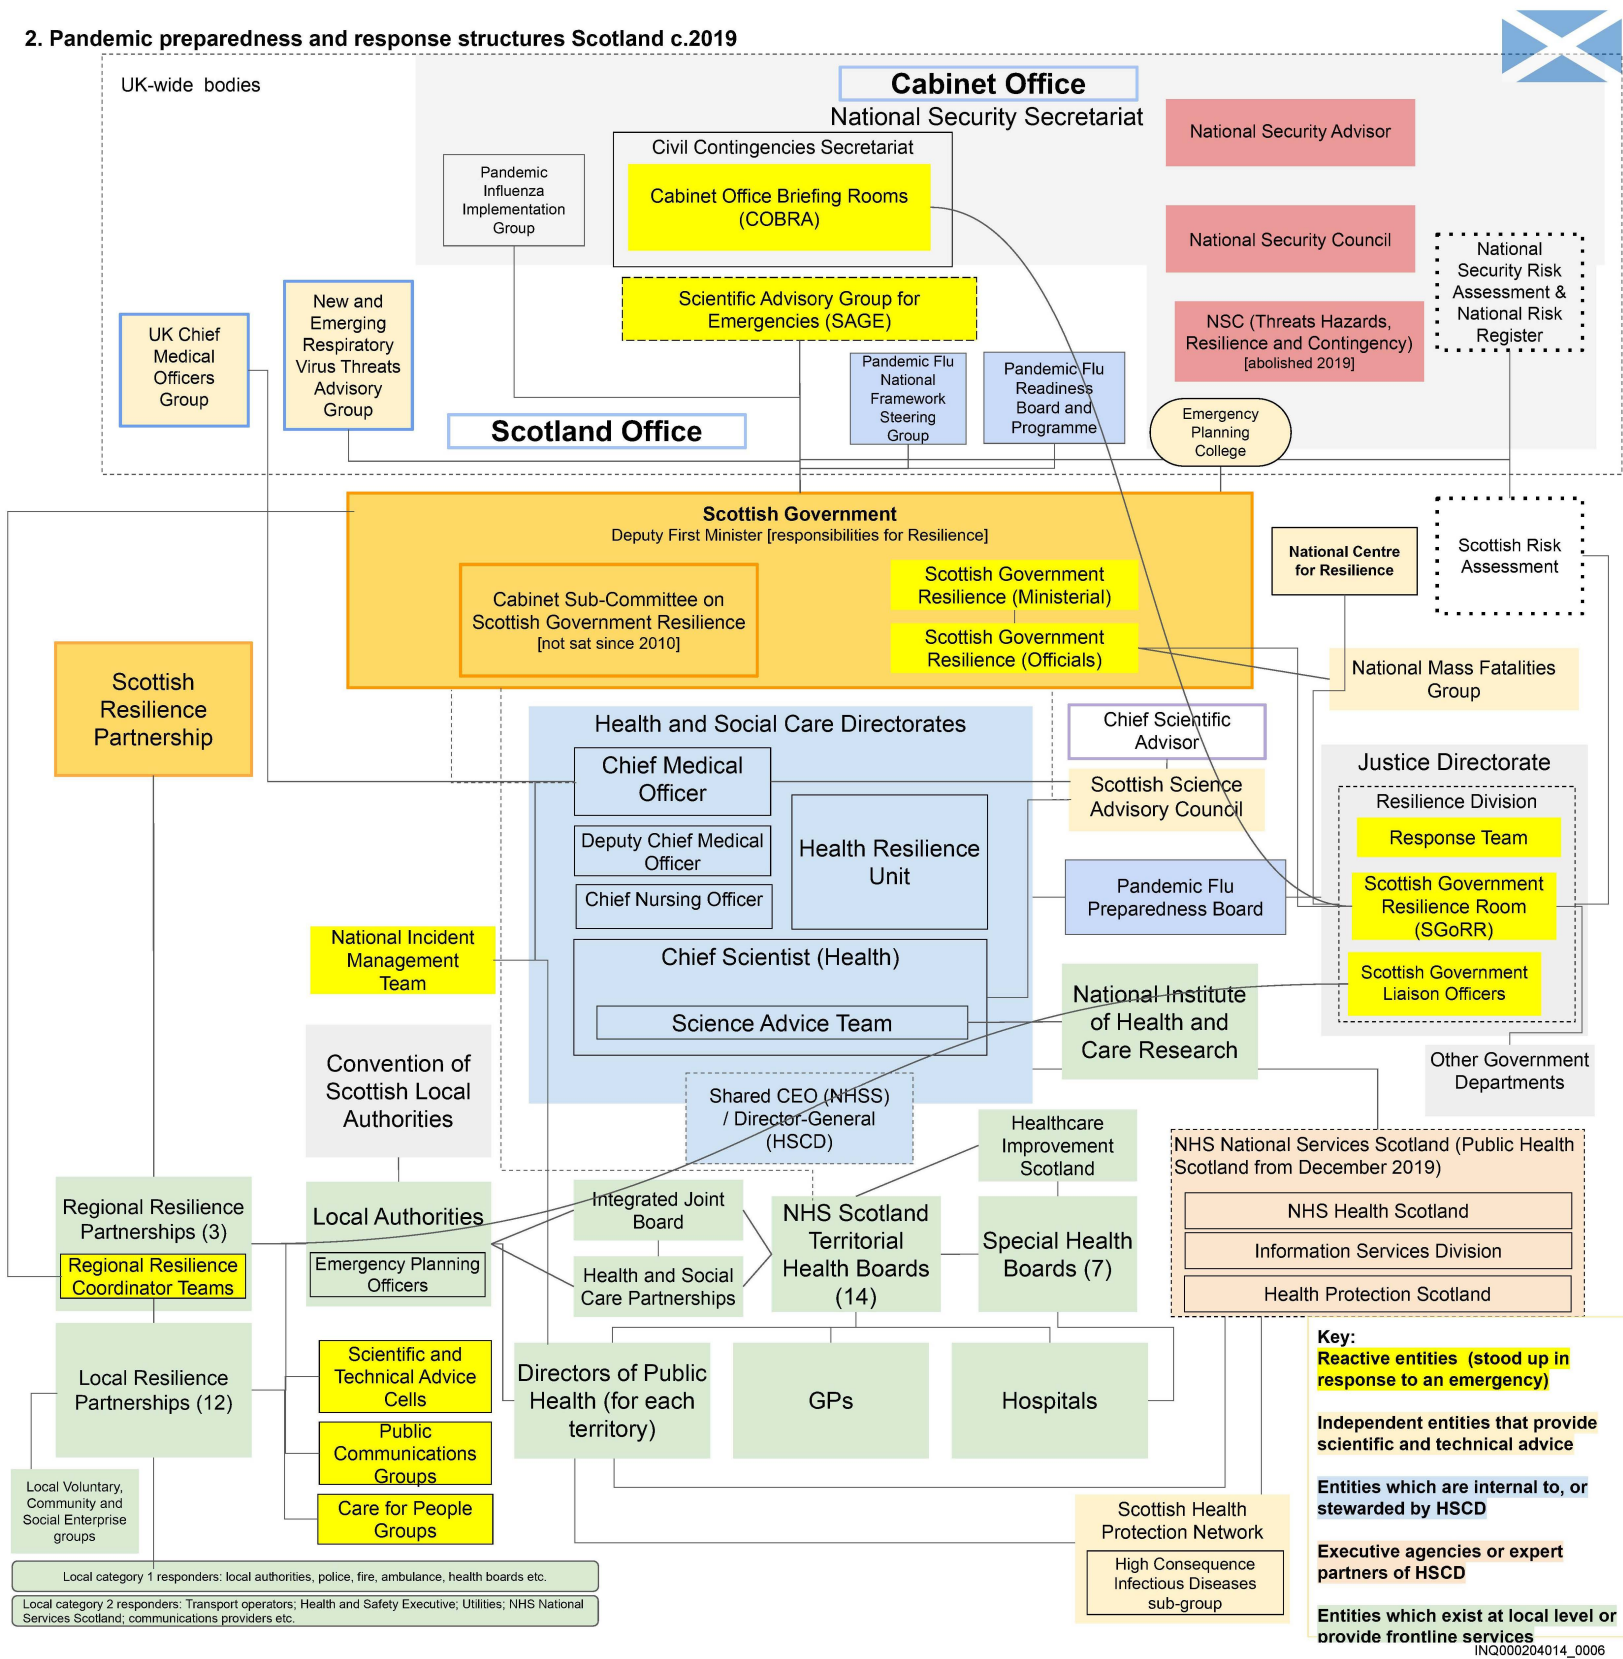 2. Pandemic preparedness and response structures Scotland c.2019
UK-wide bodies
Cabinet Office
National Security Secretariat
Civil Contingencies Secretariat
Cabinet Office Briefing Rooms
(COBRA)
Pandemic
Influenza
Implementation
Group
National Security Advisor
National Security Council
NSC (Threats Hazards,
Resilience and Contingency)
[abolished 2019]
National
Security Risk
Assessment &
National Risk
Register
Scientific Advisory Group for
Emergencies (SAGE)
UK Chief
Medical
Officers
Group
New and
Emerging
Respiratory
Virus Threats
Advisory
Group
Pandemic Flu
National
Framework
Steering
Group
Pandemic Flu
Readiness
Board and
Programme
Scotland Office
Emergency
Planning
College
Scottish Government
Deputy First Minister [responsibilities for Resilience]
Cabinet Sub-Committee on
Scottish Government Resilience
[not sat since 2010]
Scottish Government
Resilience (Ministerial)
Scottish Government
Resilience (Officials)
National Centre
for Resilience
Scottish Risk
Assessment
National Mass Fatalities
Group
Scottish
Resilience
Partnership
Health and Social Care Directorates
Chief Medical
Officer
Deputy Chief Medical
Officer
Chief Nursing Officer
Health Resilience
Unit
Chief Scientist (Health)
Science Advice Team
Shared CEO (NHSS)
/ Director-General
(HSCD)
Chief Scientific
Advisor
Scottish Science
Advisory Council
Pandemic Flu
Preparedness Board
Justice Directorate
Resilience Division
Response Team
Scottish Government
Resilience Room
(SGoRR)
Scottish Government
Liaison Officers
Other Government
Departments
National Incident
Management
Team
National Institute
of Health and
Care Research
Convention of
Scottish Local
Authorities
Healthcare
Improvement
Scotland
NHS National Services Scotland (Public Health
Scotland from December 2019)
NHS Health Scotland
Information Services Division
Health Protection Scotland
Regional Resilience
Partnerships (3)
Regional Resilience
Coordinator Teams
Local Authorities
Emergency Planning
Officers
Integrated Joint
Board
Health and Social
Care Partnerships
NHS Scotland
Territorial
Health Boards
(14)
Special Health
Boards (7)
Local Resilience
Partnerships (12)
Scientific and
Technical Advice
Cells
Public
Communications
Groups
Care for People
Groups
Directors of Public
Health (for each
territory)
GPs
Hospitals
Local Voluntary,
Community and
Social Enterprise
groups
Scottish Health
Protection Network
High Consequence
Infectious Diseases
sub-group
Local category 1 responders: local authorities, police, fire, ambulance, health boards etc.
Local category 2 responders: Transport operators; Health and Safety Executive; Utilities; NHS National
Services Scotland; communications providers etc.
Key:
Reactive entities (stood up in
response to an emergency)
Independent entities that provide
scientific and technical advice
Entities which are internal to, or
stewarded by HSCD
Executive agencies or expert
partners of HSCD
Entities which exist at local level or
provide frontline services
INQ000204014_0006